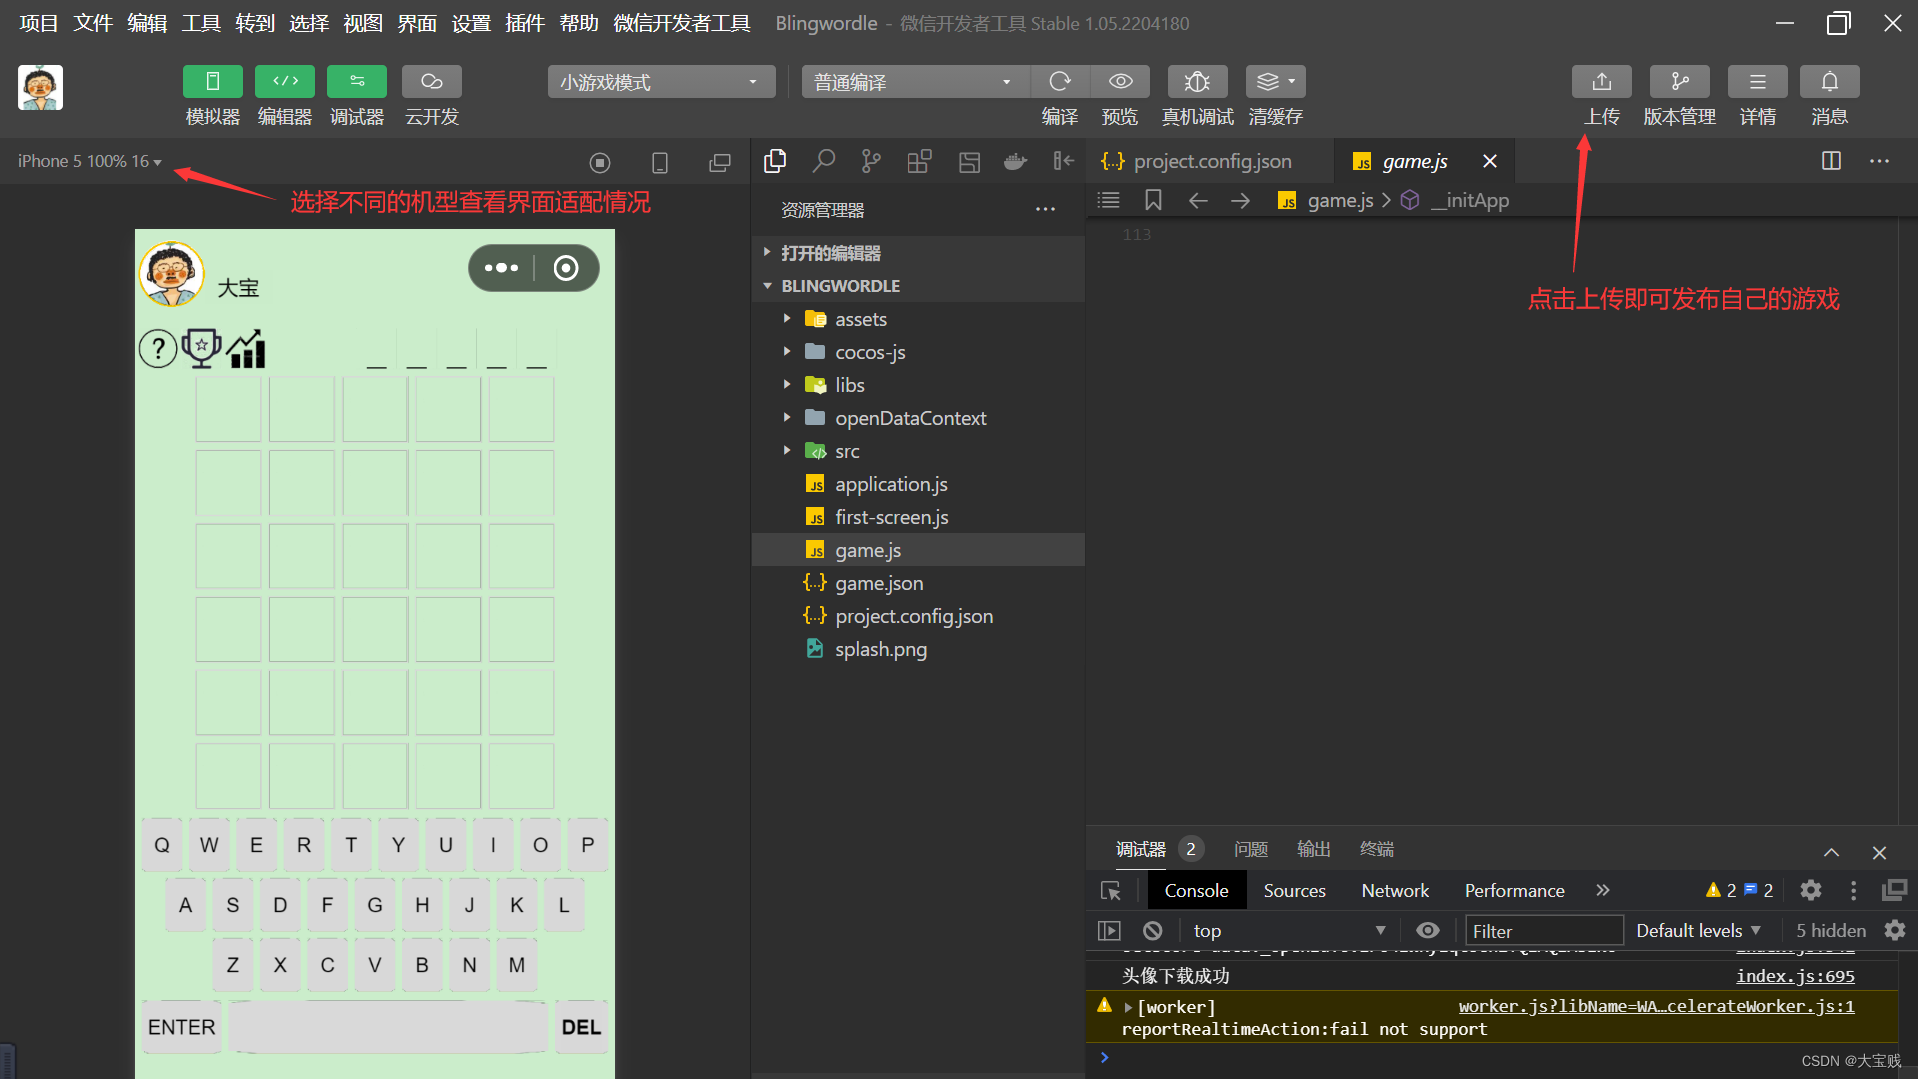 项目 文件 编辑 工具 转到 选择 视图 界面 设置 插件 帮助 微信开发者工具 Blingwordle - 微信开发者工具 Stable 1.05.2204180
小游戏模式 普通编译
模拟器 编辑器 调试器 云开发 编译 预览 真机调试 清缓存 上传 版本管理 详情 消息
iPhone 5 100% 16
选择不同的机型查看界面适配情况
project.config.json
game.js
game.js > __initApp
资源管理器
113
打开的编辑器
BLINGWORDLE
assets
cocos-js
libs
openDataContext
src
application.js
first-screen.js
game.js
game.json
project.config.json
splash.png
点击上传即可发布自己的游戏
大宝
?
_ _ _ _ _
Q W E R T Y U I O P
A S D F G H J K L
Z X C V B N M
ENTER DEL
调试器 2 问题 输出 终端
Console Sources Network Performance 2 2
top Filter Default levels 5 hidden
头像下载成功 index.js:695
[worker] worker.js?libName=WA…celerateWorker.js:1
reportRealtimeAction:fail not support
CSDN @大宝贱